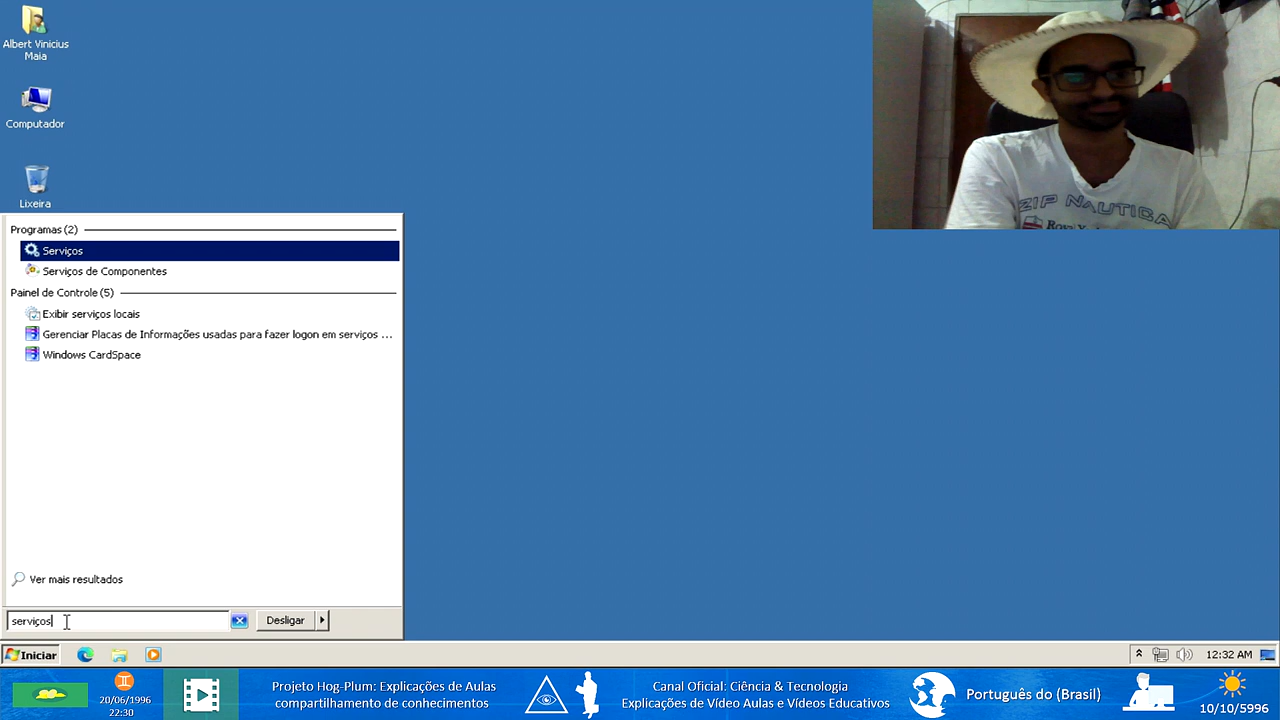 Albert Vinicius
Maia
Computador
Lixeira
ZIP NAUTICA
Programas (2)
Serviços
Serviços de Componentes
Painel de Controle (5)
Exibir serviços locais
Gerenciar Placas de Informações usadas para fazer logon em serviços ...
Windows CardSpace
Ver mais resultados
serviços
Desligar
Iniciar
12:32 AM
20/06/1996
22:30
Projeto Hog-Plum: Explicações de Aulas
compartilhamento de conhecimentos
Canal Oficial: Ciência & Tecnologia
Explicações de Vídeo Aulas e Vídeos Educativos
Português do (Brasil)
10/10/5996